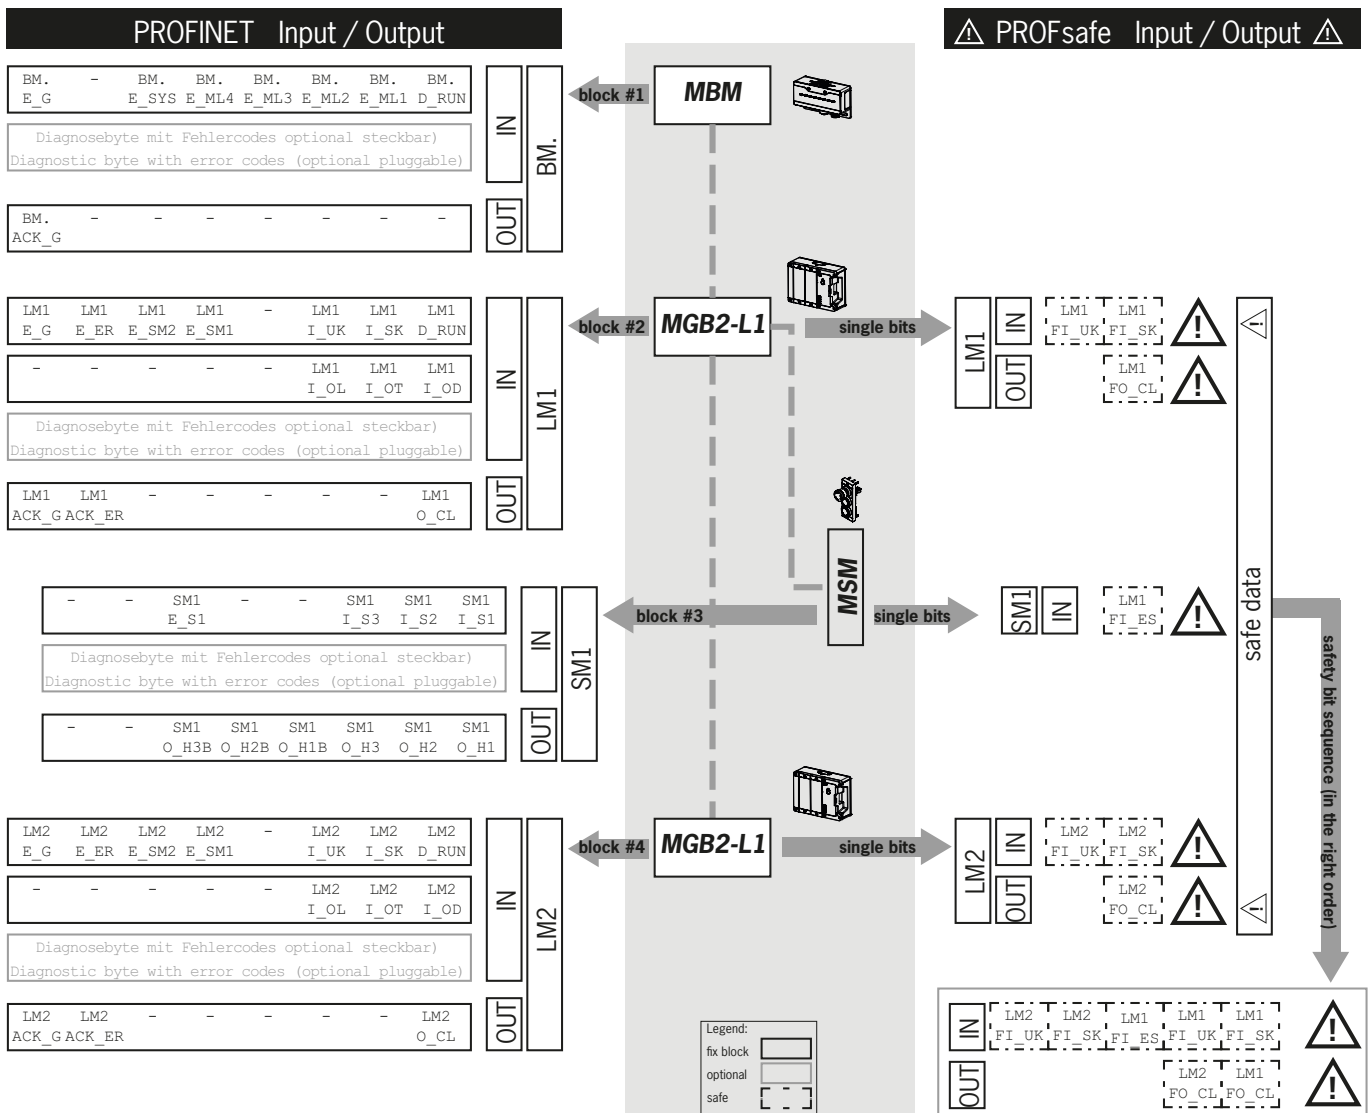 PROFINET Input / Output
⚠ PROFsafe Input / Output ⚠
BM. - BM. BM. BM. BM. BM. BM.
E_G E_SYS E_ML4 E_ML3 E_ML2 E_ML1 D_RUN
Diagnosebyte mit Fehlercodes optional steckbar)
Diagnostic byte with error codes (optional pluggable)
IN
BM.
BM. - - - - - - -
ACK_G
OUT
block #1
MBM
LM1 LM1 LM1 LM1 - LM1 LM1 LM1
E_G E_ER E_SM2 E_SM1 I_UK I_SK D_RUN
- - - - - LM1 LM1 LM1
I_OL I_OT I_OD
Diagnosebyte mit Fehlercodes optional steckbar)
Diagnostic byte with error codes (optional pluggable)
IN
LM1
LM1 LM1 - - - - - LM1
ACK_G ACK_ER O_CL
OUT
block #2
MGB2-L1
single bits
LM1
IN
LM1 LM1
FI_UK FI_SK
OUT
LM1
FO_CL
- - SM1 - - SM1 SM1 SM1
E_S1 I_S3 I_S2 I_S1
Diagnosebyte mit Fehlercodes optional steckbar)
Diagnostic byte with error codes (optional pluggable)
IN
SM1
- - SM1 SM1 SM1 SM1 SM1 SM1
O_H3B O_H2B O_H1B O_H3 O_H2 O_H1
OUT
block #3
MSM
single bits
SM1
IN
LM1
FI_ES
safe data
safety bit sequence (in the right order)
LM2 LM2 LM2 LM2 - LM2 LM2 LM2
E_G E_ER E_SM2 E_SM1 I_UK I_SK D_RUN
- - - - - LM2 LM2 LM2
I_OL I_OT I_OD
Diagnosebyte mit Fehlercodes optional steckbar)
Diagnostic byte with error codes (optional pluggable)
IN
LM2
LM2 LM2 - - - - - LM2
ACK_G ACK_ER O_CL
OUT
block #4
MGB2-L1
single bits
LM2
IN
LM2 LM2
FI_UK FI_SK
OUT
LM2
FO_CL
Legend:
fix block
optional
safe
IN
LM2 LM2 LM1 LM1 LM1
FI_UK FI_SK FI_ES FI_UK FI_SK
OUT
LM2 LM1
FO_CL FO_CL